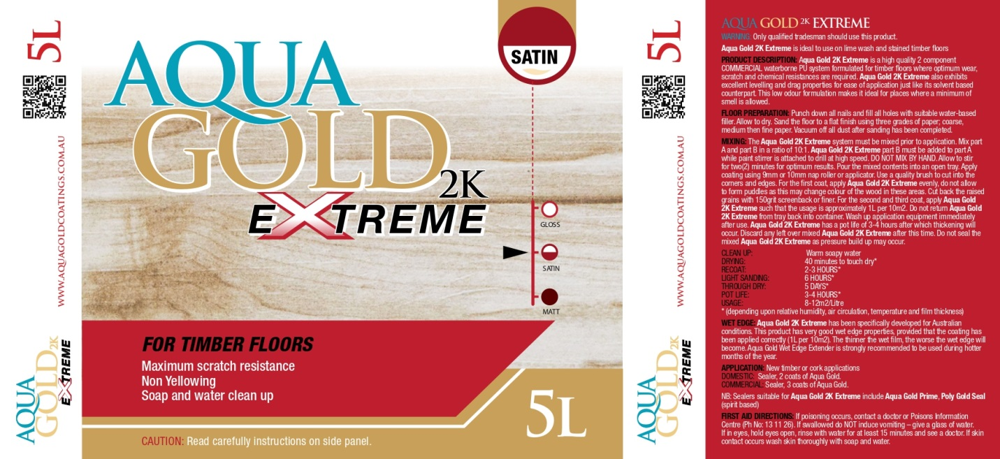 5L
WWW.AQUAGOLDCOATINGS.COM.AU
AQUA
GOLD 2K
EXTREME
AQUA
GOLD
2K
EXTREME
SATIN
GLOSS
SATIN
MATT
FOR TIMBER FLOORS
Maximum scratch resistance
Non Yellowing
Soap and water clean up
5L
CAUTION: Read carefully instructions on side panel.
5L
WWW.AQUAGOLDCOATINGS.COM.AU
AQUA
GOLD 2K
EXTREME
AQUA GOLD 2K EXTREME
WARNING: Only qualified tradesman should use this product.
Aqua Gold 2K Extreme is ideal to use on lime wash and stained timber floors
PRODUCT DESCRIPTION: Aqua Gold 2K Extreme is a high quality 2 component
COMMERCIAL waterborne PU system formulated for timber floors where optimum wear,
scratch and chemical resistances are required. Aqua Gold 2K Extreme also exhibits
excellent levelling and drag properties for ease of application just like its solvent based
counterpart. This low odour formulation makes it ideal for places where a minimum of
smell is allowed.
FLOOR PREPARATION: Punch down all nails and fill all holes with suitable water-based
filler. Allow to dry. Sand the floor to a flat finish using three grades of paper; coarse,
medium then fine paper. Vacuum off all dust after sanding has been completed.
MIXING: The Aqua Gold 2K Extreme system must be mixed prior to application. Mix part
A and part B in a ratio of 10:1. Aqua Gold 2K Extreme part B must be added to part A
while paint stirrer is attached to drill at high speed. DO NOT MIX BY HAND. Allow to stir
for two(2) minutes for optimum results. Pour the mixed contents into an open tray. Apply
coating using 9mm or 10mm nap roller or applicator. Use a quality brush to cut into the
corners and edges. For the first coat, apply Aqua Gold 2K Extreme evenly, do not allow
to form puddles as this may change colour of the wood in these areas. Cut back the raised
grains with 150grit screenback or finer. For the second and third coat, apply Aqua Gold
2K Extreme such that the usage is approximately 1L per 10m2. Do not return Aqua Gold
2K Extreme from tray back into container. Wash up application equipment immediately
after use. Aqua Gold 2K Extreme has a pot life of 3-4 hours after which thickening will
occur. Discard any left over mixed Aqua Gold 2K Extreme after this time. Do not seal the
mixed Aqua Gold 2K Extreme as pressure build up may occur.
CLEAN UP: Warm soapy water
DRYING: 40 minutes to touch dry*
RECOAT: 2-3 HOURS*
LIGHT SANDING: 6 HOURS*
THROUGH DRY: 5 DAYS*
POT LIFE: 3-4 HOURS*
USAGE: 8-12m2/Litre
* (depending upon relative humidity, air circulation, temperature and film thickness)
WET EDGE: Aqua Gold 2K Extreme has been specifically developed for Australian
conditions. This product has very good wet edge properties, provided that the coating has
been applied correctly (1L per 10m2). The thinner the wet film, the worse the wet edge will
become. Aqua Gold Wet Edge Extender is strongly recommended to be used during hotter
months of the year.
APPLICATION: New timber or cork applications
DOMESTIC: Sealer, 2 coats of Aqua Gold.
COMMERCIAL: Sealer, 3 coats of Aqua Gold.
NB: Sealers suitable for Aqua Gold 2K Extreme include Aqua Gold Prime, Poly Gold Seal
(spirit based)
FIRST AID DIRECTIONS: If poisoning occurs, contact a doctor or Poisons Information
Centre (Ph No: 13 11 26). If swallowed do NOT induce vomiting – give a glass of water.
If in eyes, hold eyes open, rinse with water for at least 15 minutes and see a doctor. If skin
contact occurs wash skin thoroughly with soap and water.